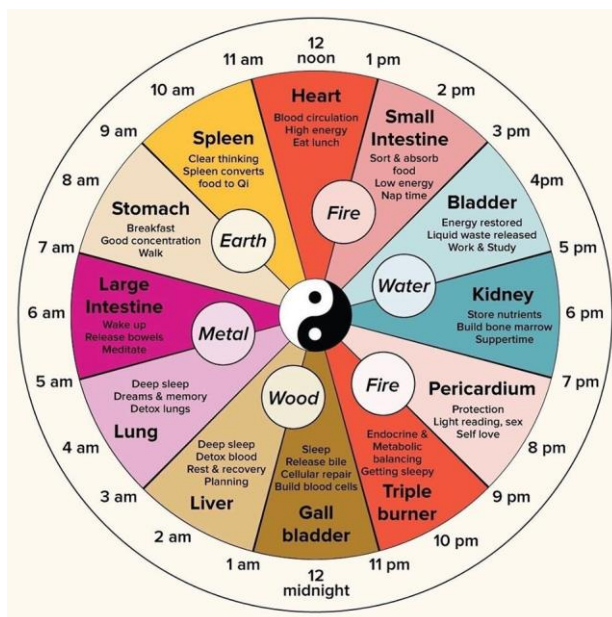 12
noon
1 pm
2 pm
3 pm
4pm
5 pm
6 pm
7 pm
8 pm
9 pm
10 pm
11 pm
12
midnight
1 am
2 am
3 am
4 am
5 am
6 am
7 am
8 am
9 am
10 am
11 am
Heart
Blood circulation
High energy
Eat lunch
Small
Intestine
Sort & absorb
food
Low energy
Nap time
Fire
Bladder
Energy restored
Liquid waste released
Work & Study
Water
Kidney
Store nutrients
Build bone marrow
Suppertime
Pericardium
Protection
Light reading, sex
Self love
Fire
Endocrine &
Metabolic
balancing
Getting sleepy
Triple
burner
Sleep
Release bile
Cellular repair
Build blood cells
Gall
bladder
Wood
Deep sleep
Detox blood
Rest & recovery
Planning
Liver
Deep sleep
Dreams & memory
Detox lungs
Lung
Metal
Large
Intestine
Wake up
Release bowels
Meditate
Stomach
Breakfast
Good concentration
Walk
Earth
Spleen
Clear thinking
Spleen converts
food to Qi